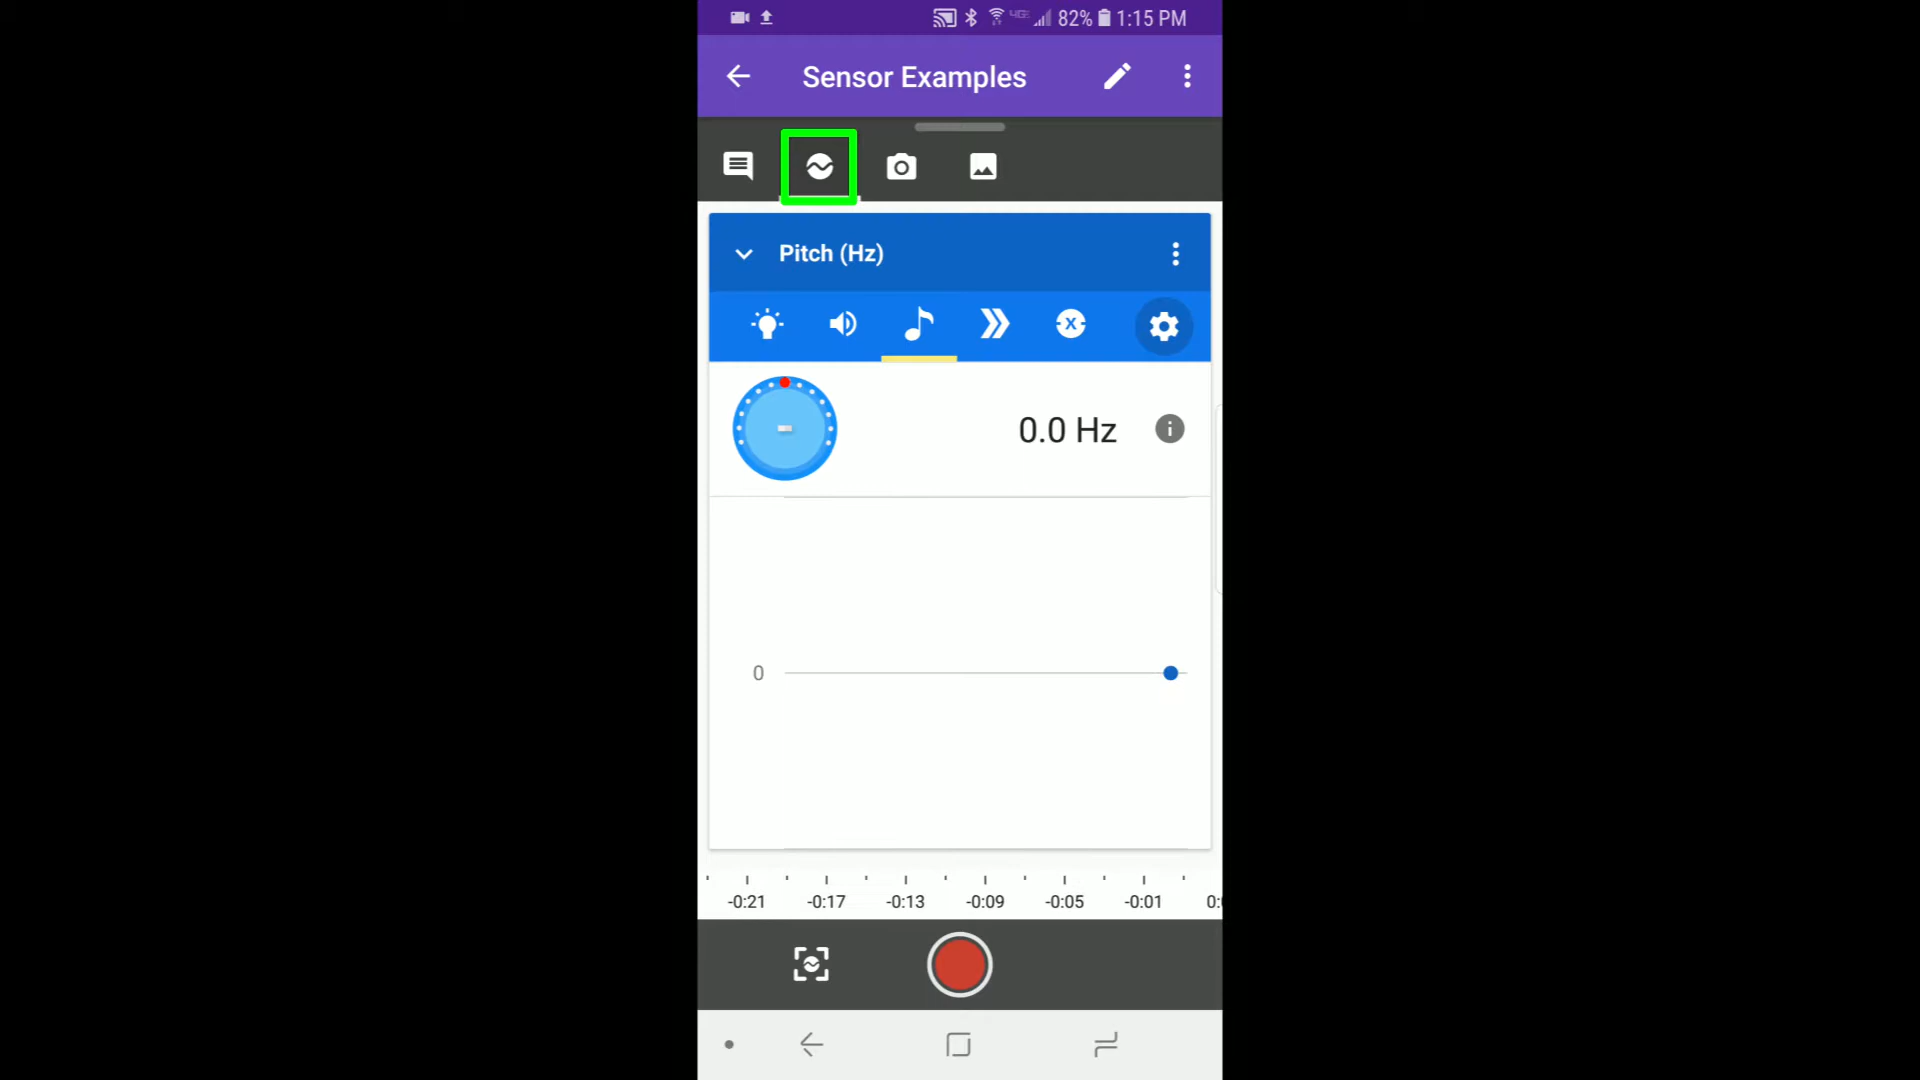 82% 1:15 PM
Sensor Examples
Pitch (Hz)
x
0.0 Hz
i
0
-0:21 -0:17 -0:13 -0:09 -0:05 -0:01